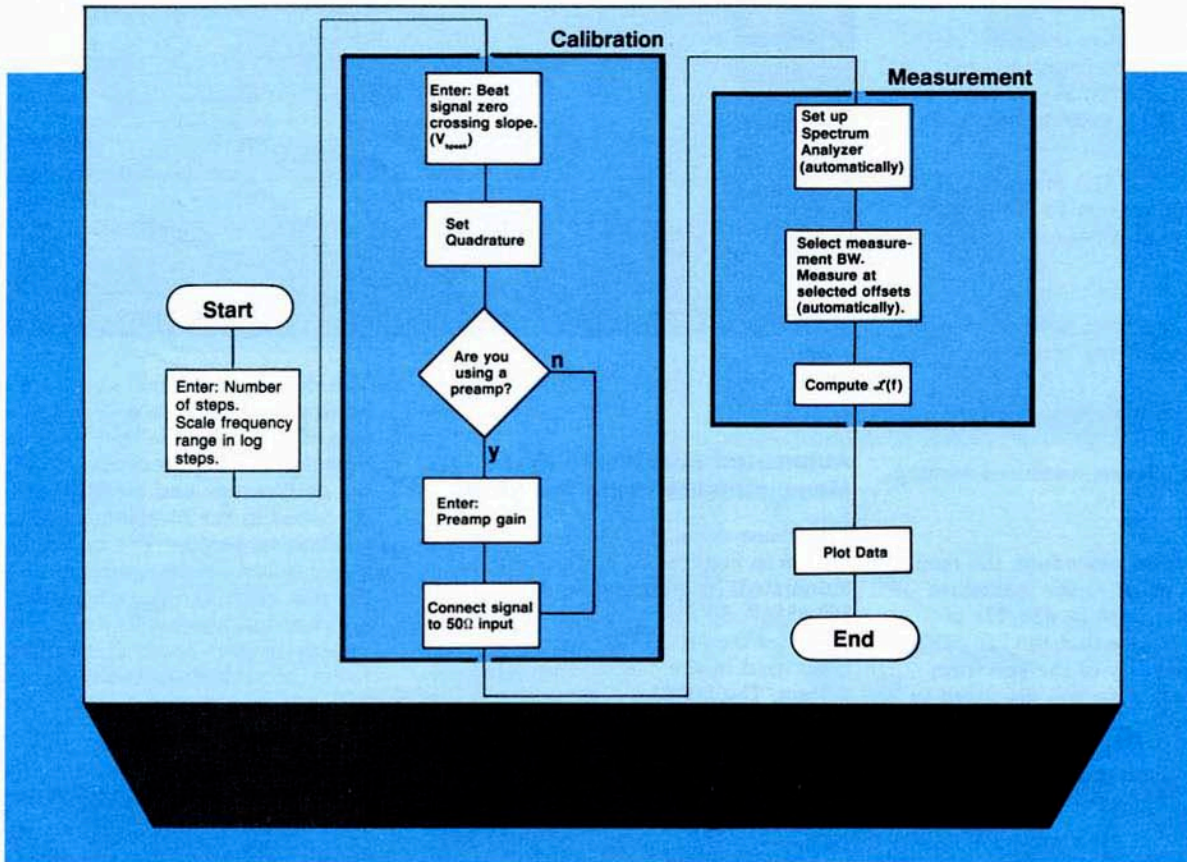 Start
Enter: Number
of steps.
Scale frequency
range in log
steps.
Calibration
Enter: Beat
signal zero
crossing slope.
(V bpeak)
Set
Quadrature
Are you
using a
preamp?
n
y
Enter:
Preamp gain
Connect signal
to 50Ω input
Measurement
Set up
Spectrum
Analyzer
(automatically)
Select measure-
ment BW.
Measure at
selected offsets
(automatically).
Compute ℒ(f)
Plot Data
End